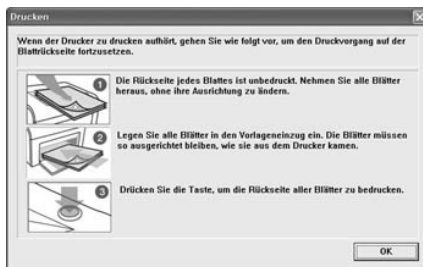 Drucken
Wenn der Drucker zu drucken aufhört, gehen Sie wie folgt vor, um den Druckvorgang auf der
Blattrückseite fortzusetzen.
1
Die Rückseite jedes Blattes ist unbedruckt. Nehmen Sie alle Blätter
heraus, ohne ihre Ausrichtung zu ändern.
2
Legen Sie alle Blätter in den Vorlageneinzug ein. Die Blätter müssen
so ausgerichtet bleiben, wie sie aus dem Drucker kamen.
3
Drücken Sie die Taste, um die Rückseite aller Blätter zu bedrucken.
OK